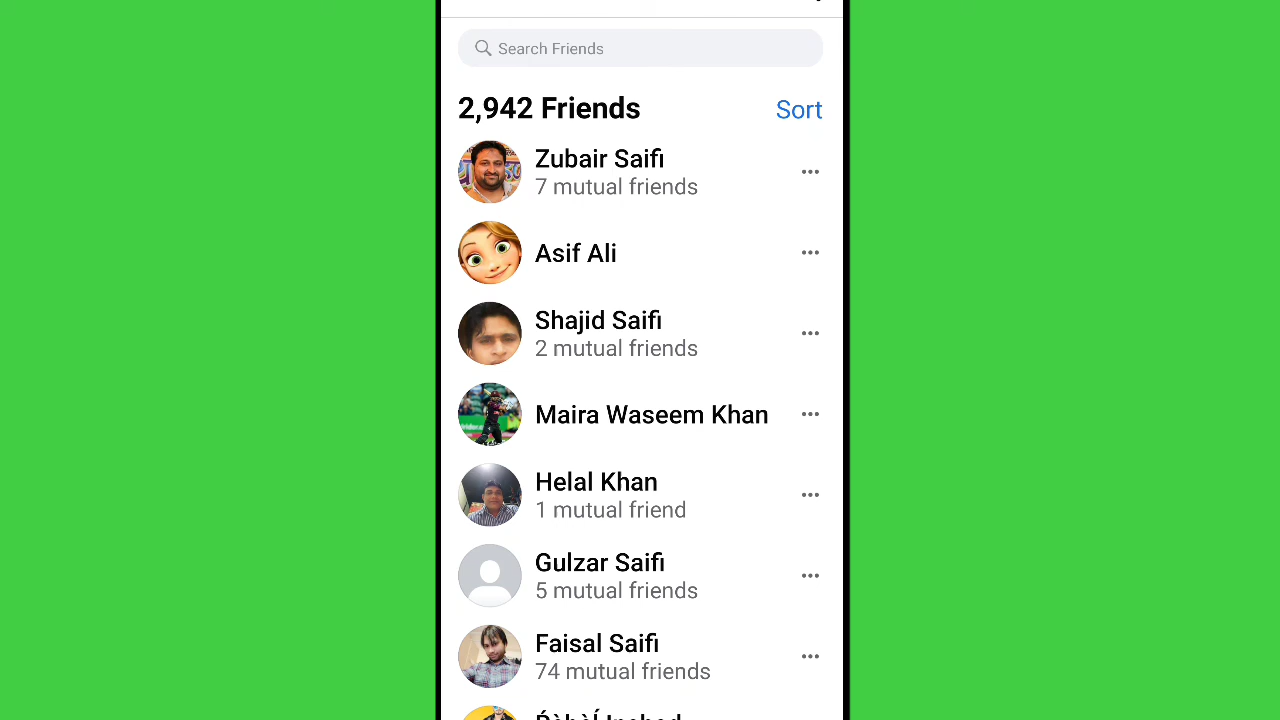 Search Friends
2,942 Friends
Sort
Zubair Saifi
7 mutual friends
Asif Ali
Shajid Saifi
2 mutual friends
Maira Waseem Khan
Helal Khan
1 mutual friend
Gulzar Saifi
5 mutual friends
Faisal Saifi
74 mutual friends